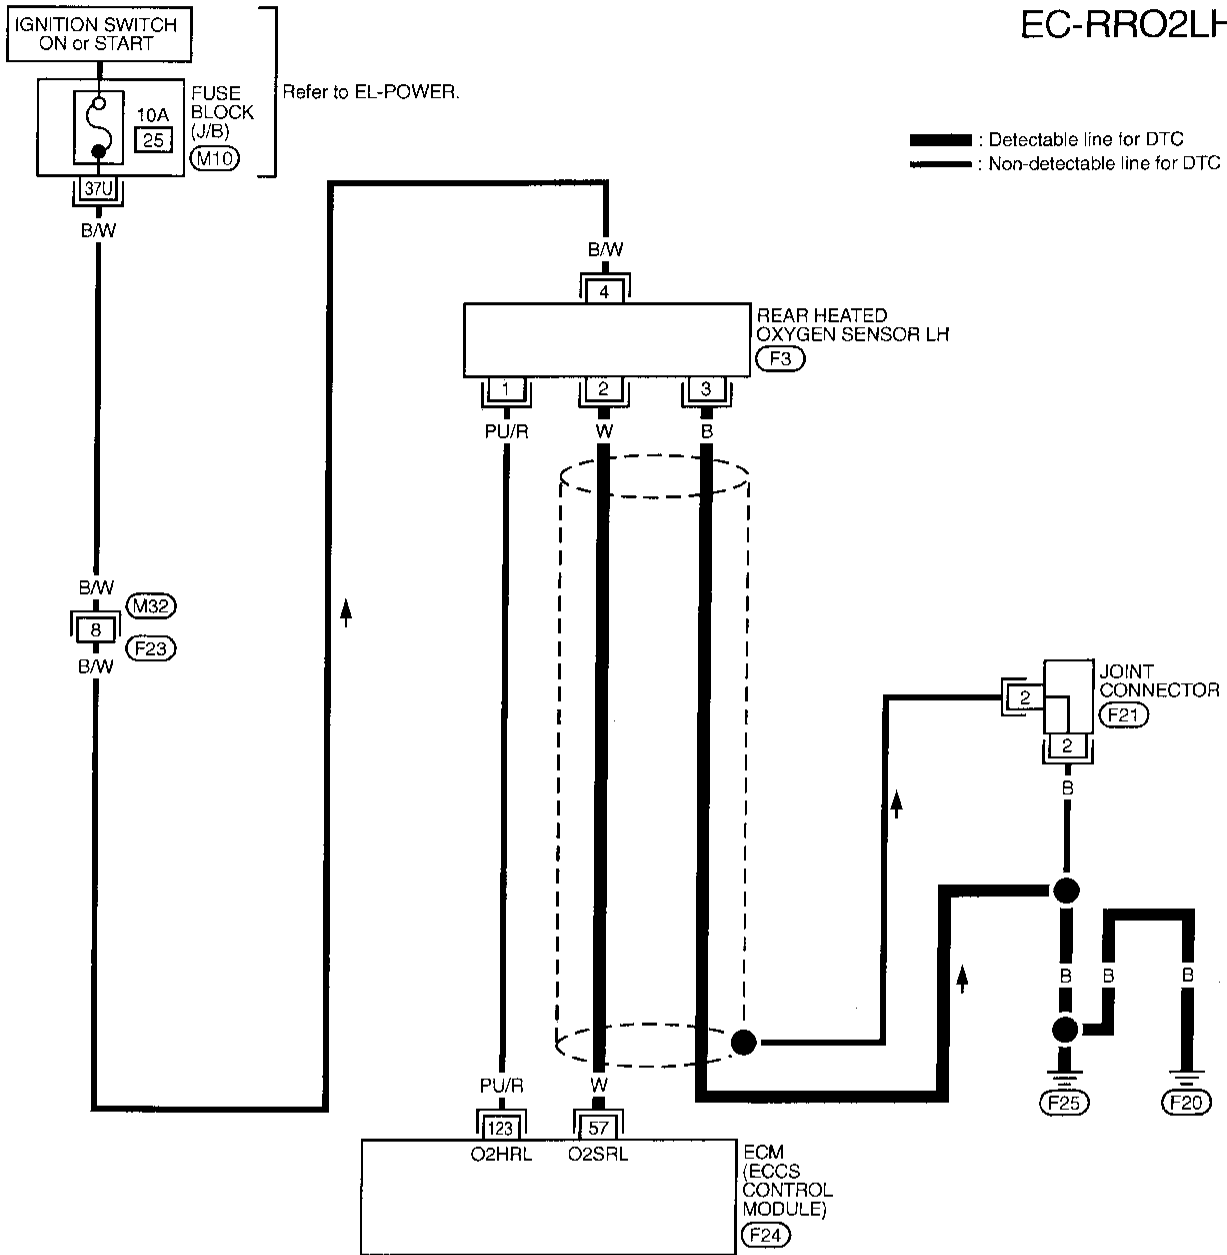 EC-RRO2LH
IGNITION SWITCH
ON or START
FUSE
BLOCK
(J/B)
M10
10A
25
37U
Refer to EL-POWER.
: Detectable line for DTC
: Non-detectable line for DTC
B/W
B/W
4
REAR HEATED
OXYGEN SENSOR LH
F3
1
2
3
PU/R
W
B
B/W
M32
8
F23
B/W
2
JOINT
CONNECTOR
F21
2
B
B
B
B
F25
F20
PU/R
W
123
57
O2HRL
O2SRL
ECM
(ECCS
CONTROL
MODULE)
F24